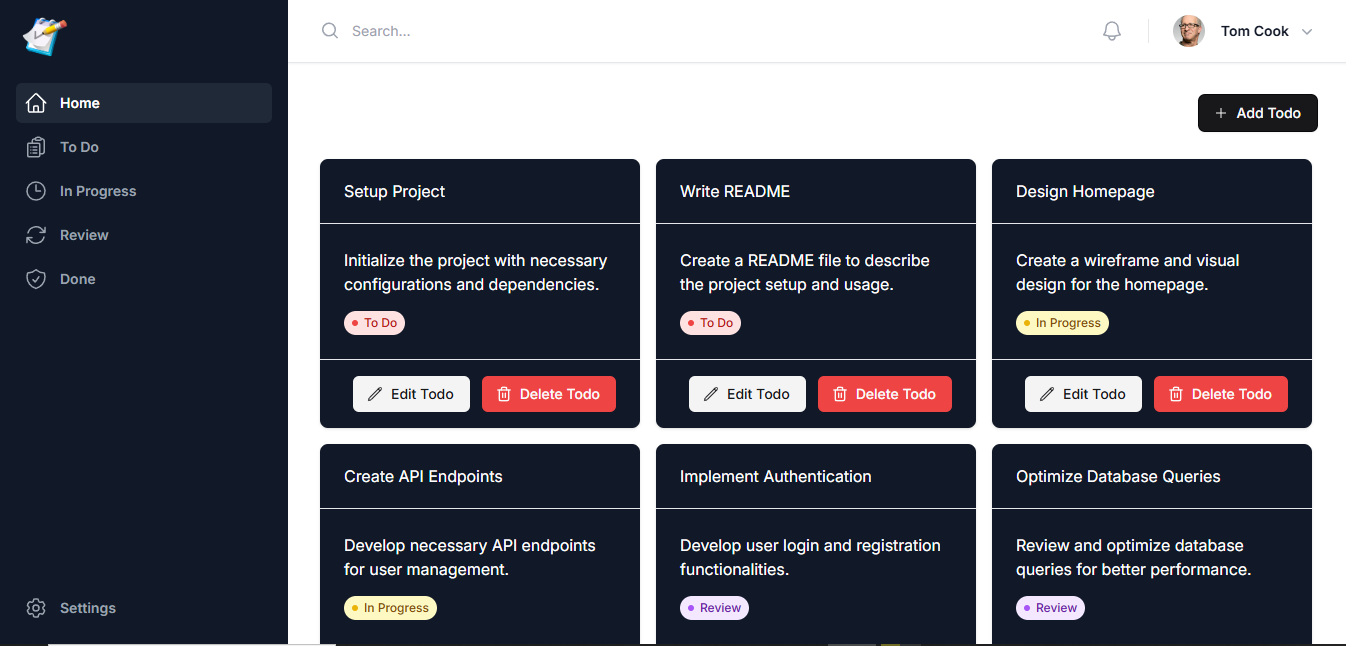 Search...
Tom Cook
Home
To Do
In Progress
Review
Done
Settings
Add Todo
Setup Project
Initialize the project with necessary
configurations and dependencies.
To Do
Edit Todo
Delete Todo
Write README
Create a README file to describe
the project setup and usage.
To Do
Edit Todo
Delete Todo
Design Homepage
Create a wireframe and visual
design for the homepage.
In Progress
Edit Todo
Delete Todo
Create API Endpoints
Develop necessary API endpoints
for user management.
In Progress
Implement Authentication
Develop user login and registration
functionalities.
Review
Optimize Database Queries
Review and optimize database
queries for better performance.
Review